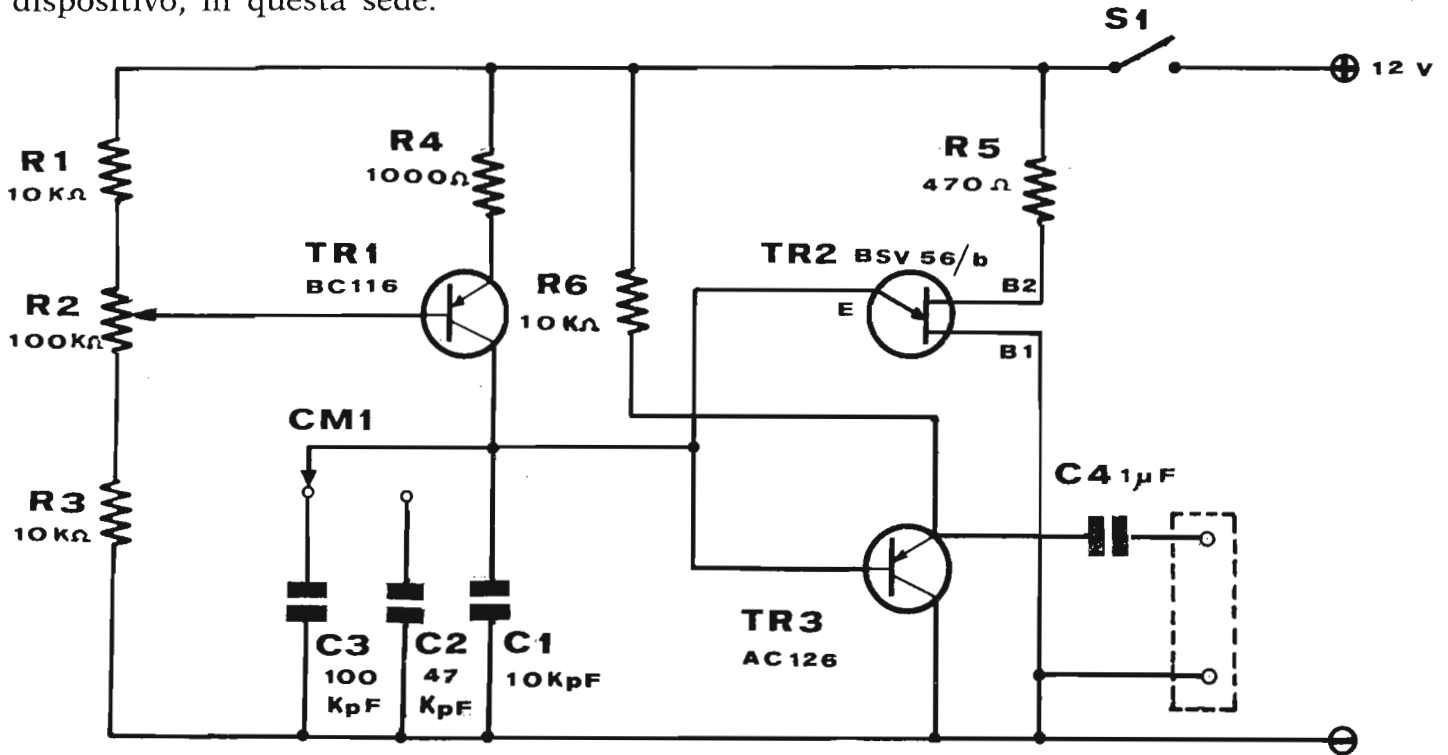 dispositivo, in questa sede.
S1
12 V
R1
10 KΩ
R4
1000Ω
R5
470 Ω
TR1
BC116
R6
10 KΩ
TR2 BSV 56/b
B2
E
B1
R2
100KΩ
CM1
R3
10 KΩ
C4 1µF
C3
100
KpF
C2
47
KpF
C1
10KpF
TR3
AC 126